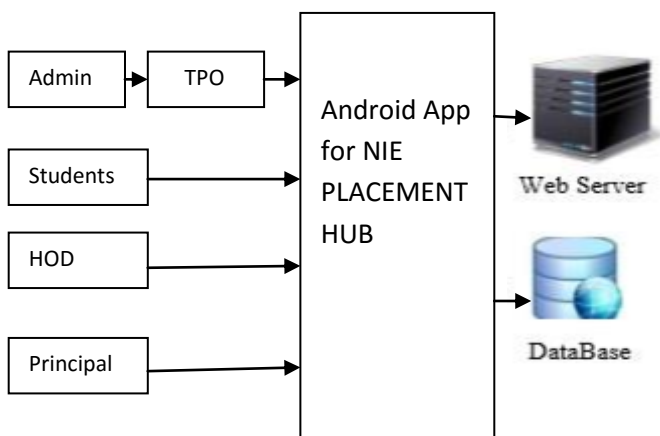 Admin
TPO
Students
HOD
Principal
Android App
for NIE
PLACEMENT
HUB
Web Server
DataBase